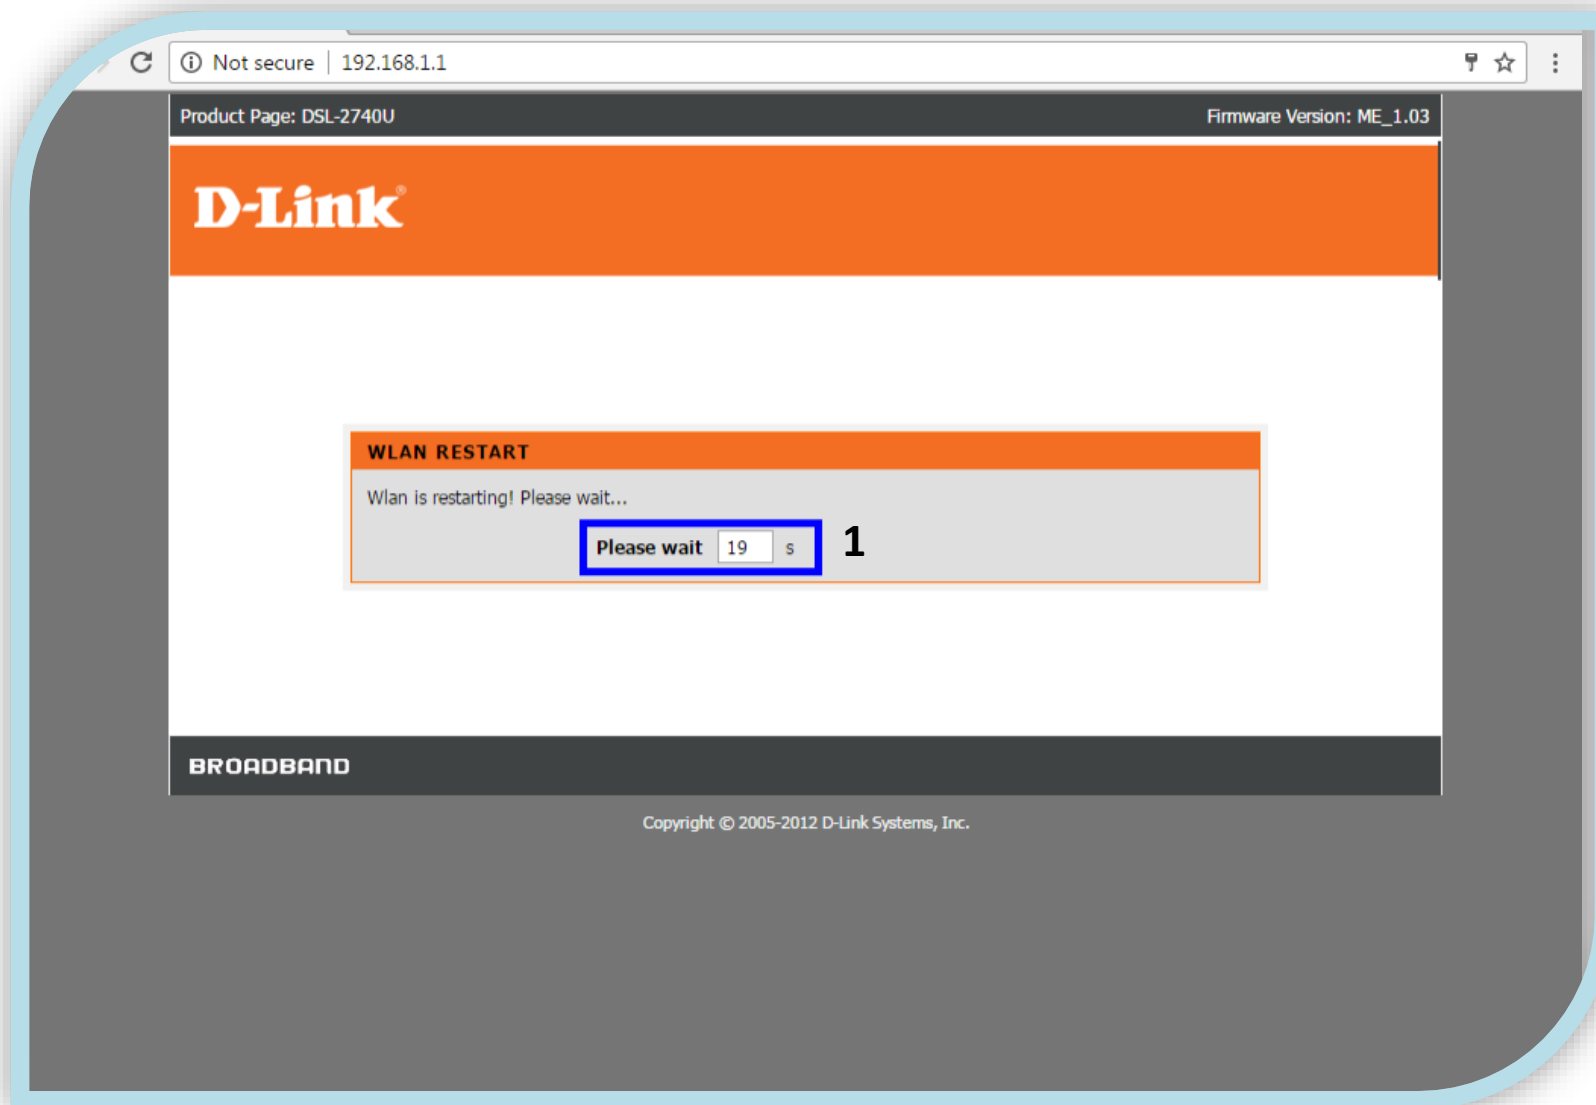 Not secure | 192.168.1.1
Product Page: DSL-2740U Firmware Version: ME_1.03
D-Link®
WLAN RESTART
Wlan is restarting! Please wait...
Please wait 19 s 1
BROADBAND
Copyright © 2005-2012 D-Link Systems, Inc.